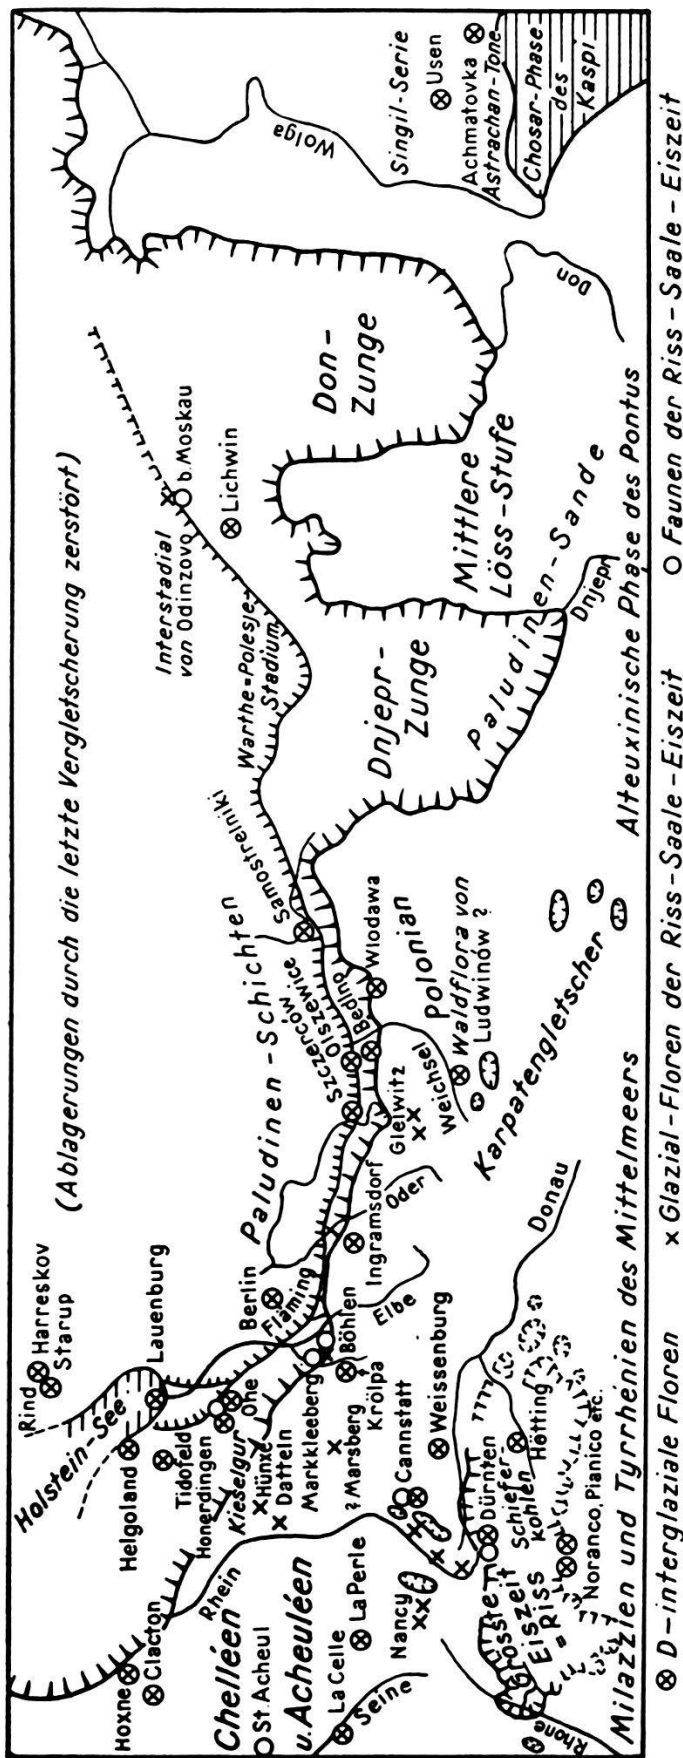 (Ablagerungen durch die letzte Vergletscherung zerstört)
Rind
Harreskov
Starup
Holstein-See
Lauenburg
Helgoland
Tidofeld
Honerdingen
Ohe
Kieselgur
Hünxe
Datteln
Hoxne
Clacton
Rhein
Chelléen
St. Acheul
u. Acheuléen
La Celle
La Perle
Seine
Nancy
Berlin
Fläming
Markkleeberg
Böhlen
? Marsberg
Krölpa
Elbe
Cannstatt
Weissenburg
Ingramsdorf
Oder
Paludinen-Schichten
Szczerców
Olszewice
Samostrelniki
Bedlno
Wlodawa
Gleiwitz
Weichsel
Polonian
Waldflora von
Ludwinów ?
Karpatengletscher
Donau
Dürnten
Schiefer-
kohlen
Hötting
Grösste
Eiszeit
= Riss
Noranco, Pianico etc.
Rhone
Warthe=Polesje-
Stadium
Interstadial
von Odinzovo
b. Moskau
Lichwin
Dnjepr-
Zunge
Don-
Zunge
Mittlere
Löss-Stufe
Paludinen-Sande
Dnjepr
Don
Wolga
Singil-Serie
Usen
Achmatovka
Astrachan-Tone
Chosar-Phase
des
Kaspi
Milazzien und Tyrrhénien des Mittelmeers
Alteuxinische Phase des Pontus
⊗ D-interglaziale Floren
x Glazial-Floren der Riss-Saale-Eiszeit
O Faunen der Riss-Saale-Eiszeit